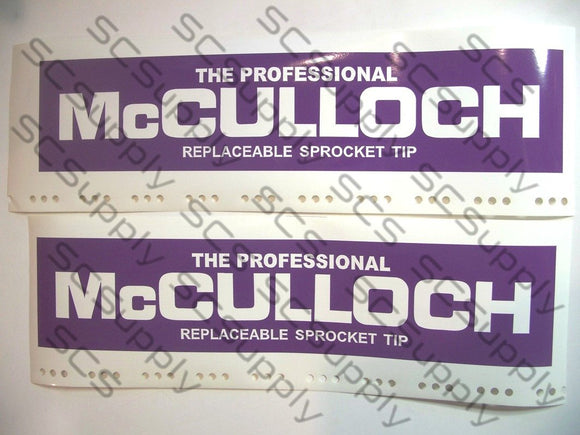 THE PROFESSIONAL
McCULLOCH
REPLACEABLE SPROCKET TIP
THE PROFESSIONAL
McCULLOCH
REPLACEABLE SPROCKET TIP
SCSupply